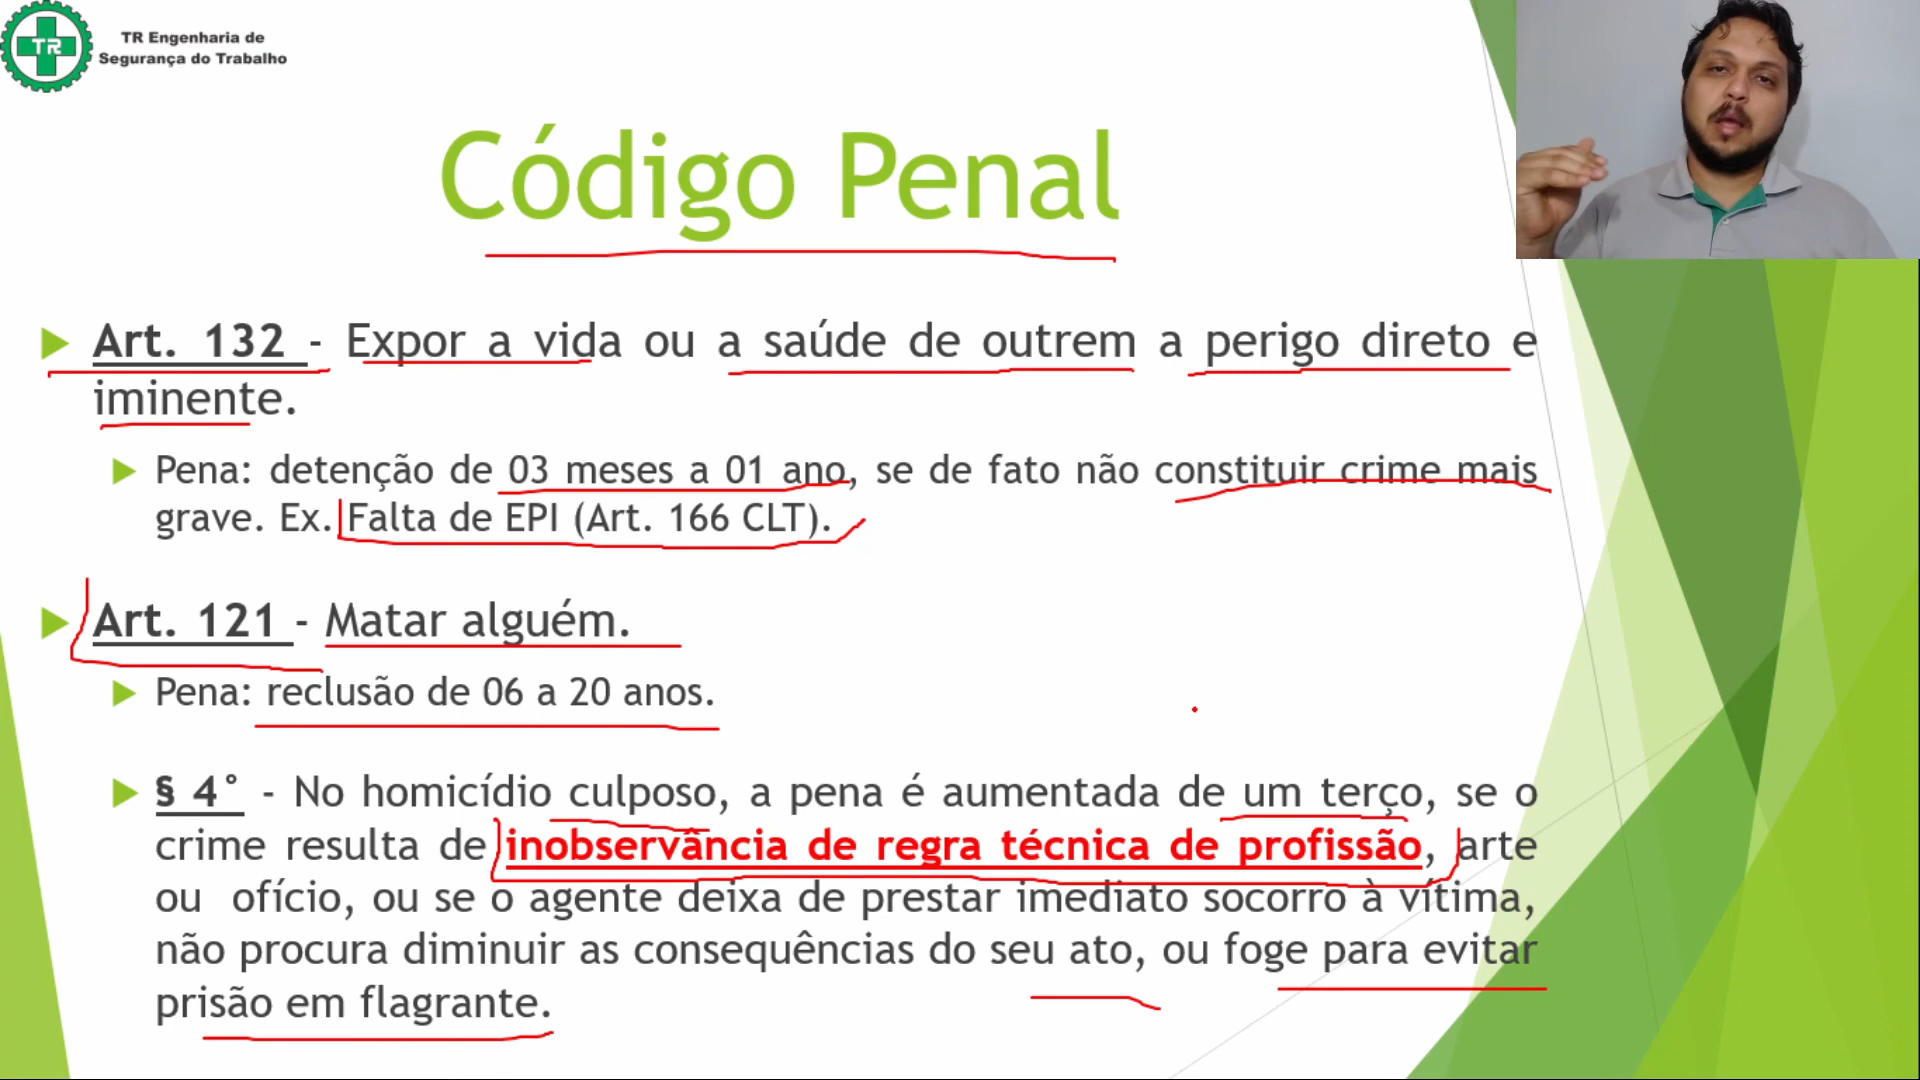 TR
TR Engenharia de
Segurança do Trabalho
Código Penal
Art. 132 - Expor a vida ou a saúde de outrem a perigo direto e
iminente.
Pena: detenção de 03 meses a 01 ano, se de fato não constituir crime mais
grave. Ex. Falta de EPI (Art. 166 CLT).
Art. 121 - Matar alguém.
Pena: reclusão de 06 a 20 anos.
§ 4° - No homicídio culposo, a pena é aumentada de um terço, se o
crime resulta de inobservância de regra técnica de profissão, arte
ou ofício, ou se o agente deixa de prestar imediato socorro à vítima,
não procura diminuir as consequências do seu ato, ou foge para evitar
prisão em flagrante.